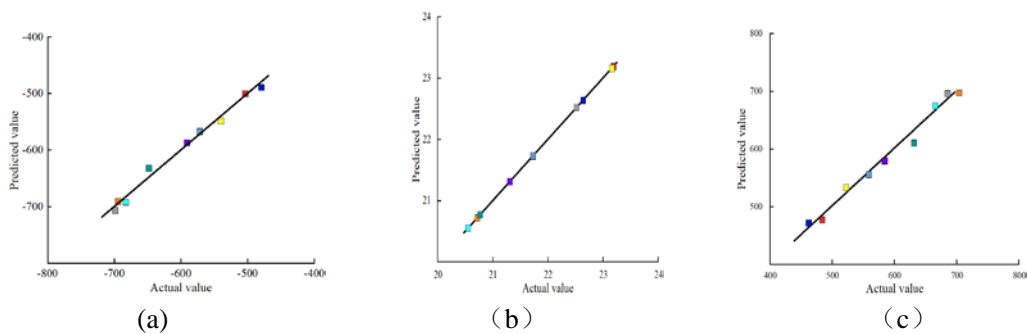 -400
-500
-600
-700
-800 -700 -600 -500 -400
Predicted value
Actual value
(a)
24
23
22
21
20 21 22 23 24
Predicted value
Actual value
（b）
800
700
600
500
400 500 600 700 800
Predicted value
Actual value
（c）